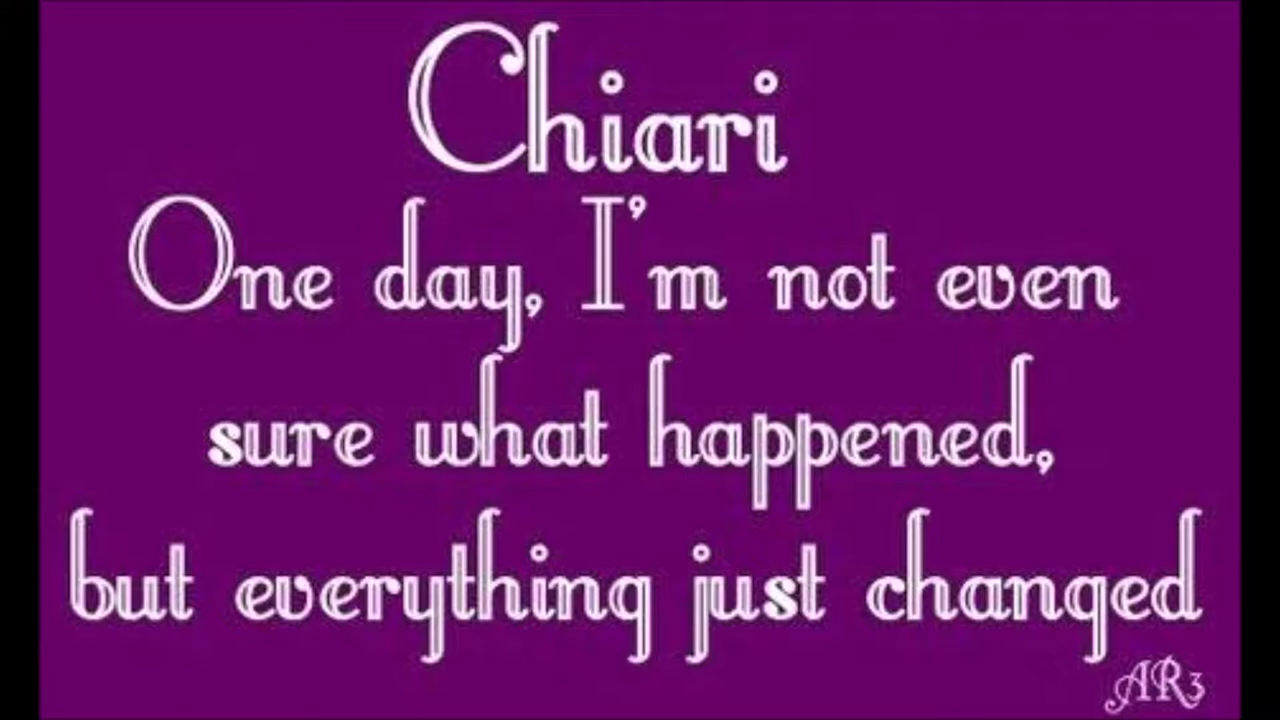 Chiari
One day, I'm not even
sure what happened,
but everything just changed
AR3